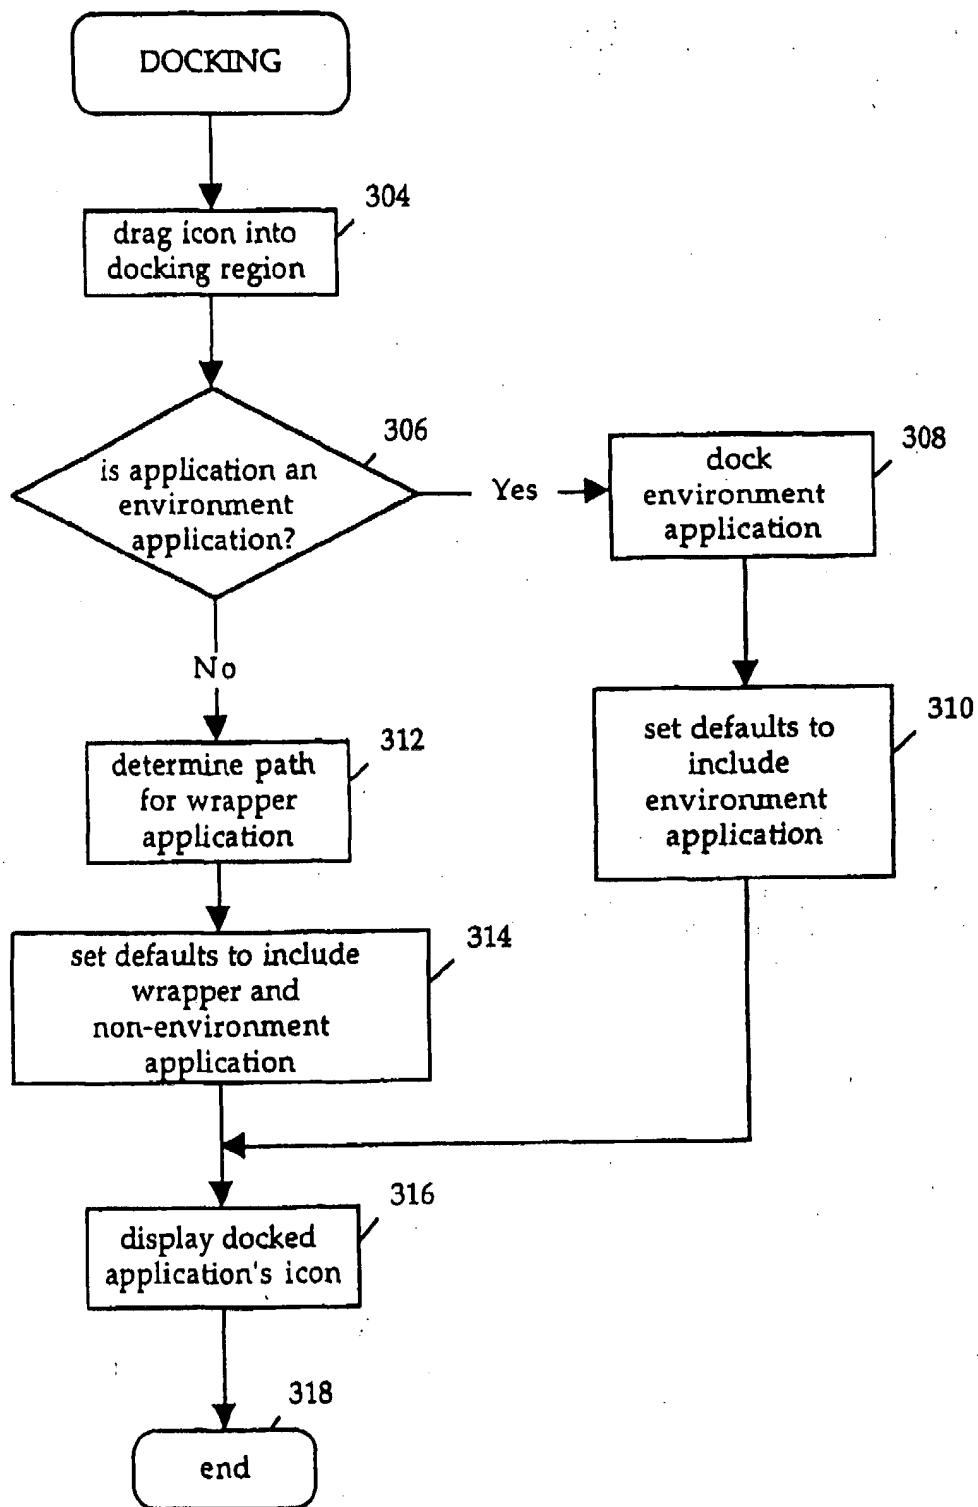 DOCKING
304
drag icon into
docking region
306
is application an
environment
application?
Yes
308
dock
environment
application
No
310
set defaults to
include
environment
application
312
determine path
for wrapper
application
314
set defaults to include
wrapper and
non-environment
application
316
display docked
application's icon
318
end